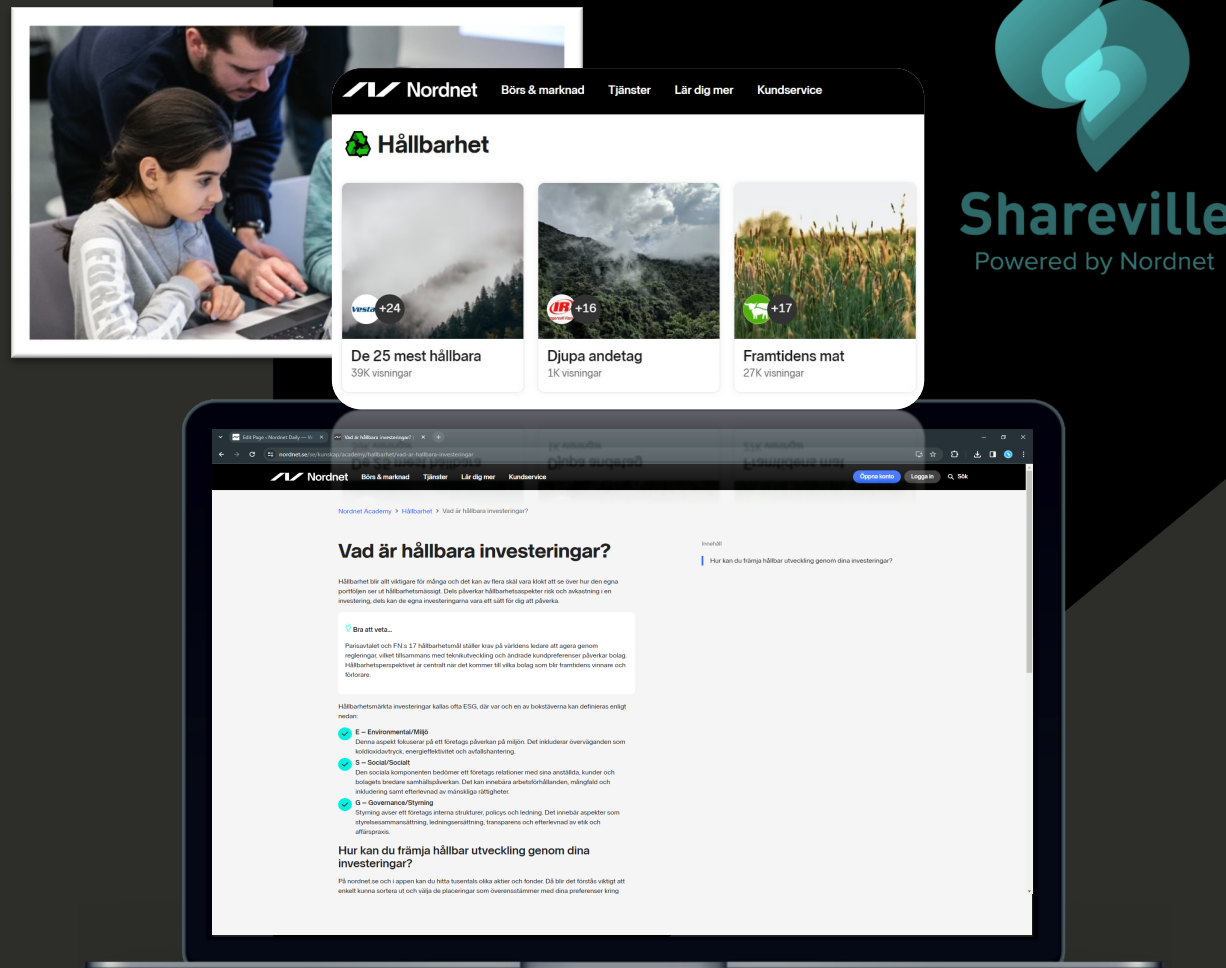 Nordnet Börs & marknad Tjänster Lär dig mer Kundservice
Hållbarhet
Vestas +24
IR +16
+17
De 25 mest hållbara
39K visningar
Djupa andetag
1K visningar
Framtidens mat
27K visningar
Shareville
Powered by Nordnet
Edit Page - Nordnet Daily —
Vad är hållbara investeringar?
nordnet.se/se/kunskap/academy/hallbarhet/vad-ar-hallbara-investeringar
Nordnet Börs & marknad Tjänster Lär dig mer Kundservice Öppna konto Logga in Sök
Nordnet Academy > Hållbarhet > Vad är hållbara investeringar?
Vad är hållbara investeringar?
Hållbarhet blir allt viktigare för många och det kan av flera skäl vara klokt att se över hur den egna
portföljen ser ut hållbarhetsmässigt. Dels påverkar hållbarhetsaspekter risk och avkastning i en
investering, dels kan de egna investeringarna vara ett sätt för dig att påverka.
Bra att veta...
Parisavtalet och FN:s 17 hållbarhetsmål ställer krav på världens ledare att agera genom
regleringar, vilket tillsammans med teknikutveckling och ändrade kundpreferenser påverkar bolag.
Hållbarhetsperspektivet är centralt när det kommer till vilka bolag som blir framtidens vinnare och
förlorare.
Hållbarhetsmärkta investeringar kallas ofta ESG, där var och en av bokstäverna kan definieras enligt
nedan:
E – Environmental/Miljö
Denna aspekt fokuserar på ett företags påverkan på miljön. Det inkluderar överväganden som
koldioxidavtryck, energieffektivitet och avfallshantering.
S – Social/Socialt
Den sociala komponenten bedömer ett företags relationer med sina anställda, kunder och
bolagets bredare samhällspåverkan. Det kan innebära arbetsförhållanden, mångfald och
inkludering samt efterlevnad av mänskliga rättigheter.
G – Governance/Styrning
Styrning avser ett företags interna strukturer, policys och ledning. Det innebär aspekter som
styrelsesammansättning, ledningsersättning, transparens och efterlevnad av etik och
affärspraxis.
Hur kan du främja hållbar utveckling genom dina
investeringar?
På nordnet.se och i appen kan du hitta tusentals olika aktier och fonder. Då blir det förstås viktigt att
enkelt kunna sortera ut och välja de placeringar som överensstämmer med dina preferenser kring
Innehåll
Hur kan du främja hållbar utveckling genom dina investeringar?